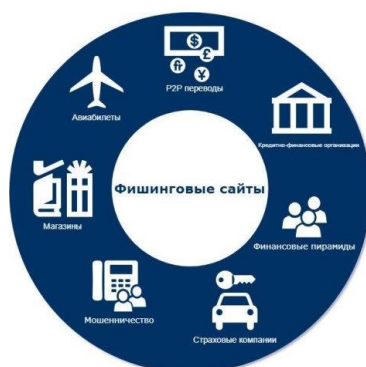 P2P переводы
Кредитно-финансовые организации
Финансовые пирамиды
Страховые компании
Мошенничество
Магазины
Авиабилеты
Фишинговые сайты